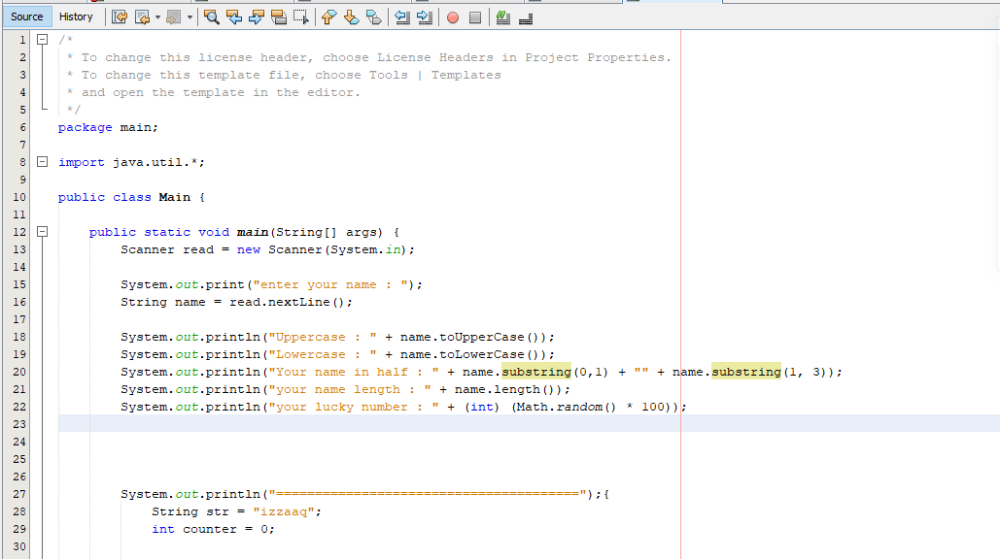 Source History
1 /*
2  * To change this license header, choose License Headers in Project Properties.
3  * To change this template file, choose Tools | Templates
4  * and open the template in the editor.
5  */
6 package main;
7
8 import java.util.*;
9
10 public class Main {
11
12     public static void main(String[] args) {
13         Scanner read = new Scanner(System.in);
14
15         System.out.print("enter your name : ");
16         String name = read.nextLine();
17
18         System.out.println("Uppercase : " + name.toUpperCase());
19         System.out.println("Lowercase : " + name.toLowerCase());
20         System.out.println("Your name in half : " + name.substring(0,1) + "" + name.substring(1, 3));
21         System.out.println("your name length : " + name.length());
22         System.out.println("your lucky number : " + (int) (Math.random() * 100));
23
24
25
26
27         System.out.println("=======================================");{
28             String str = "izzaaq";
29             int counter = 0;
30